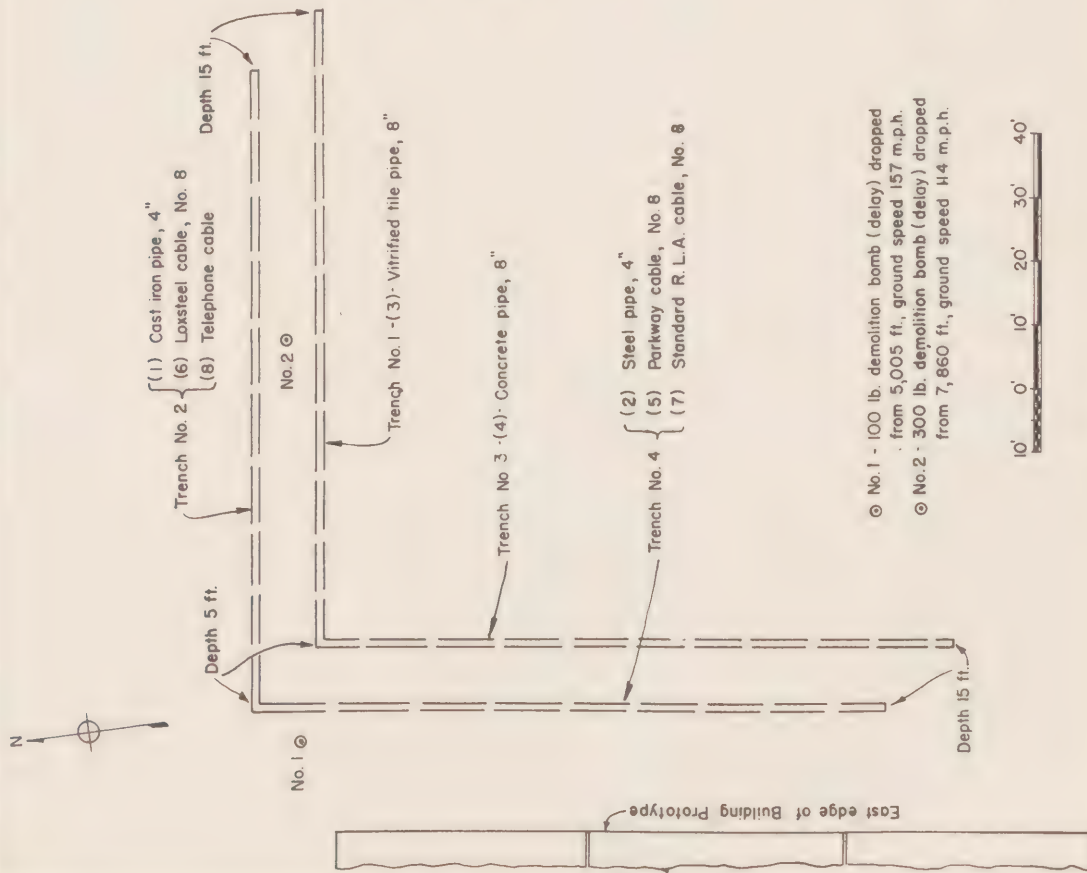 N
Depth 15 ft.
Trench No. 2
(1) Cast iron pipe, 4"
(6) Loxsteel cable, No. 8
(8) Telephone cable
No. 2
Depth 5 ft.
Trench No. 1 -(3)- Vitrified tile pipe, 8"
No. 1
Trench No 3 -(4)- Concrete pipe, 8"
Trench No. 4
(2) Steel pipe, 4"
(5) Parkway cable, No. 8
(7) Standard R. L. A. cable, No. 8
East edge of Building Prototype
Depth 15 ft.
No. 1 - 100 lb. demolition bomb (delay) dropped
from 5,005 ft., ground speed 157 m.p.h.
No. 2 - 300 lb. demolition bomb (delay) dropped
from 7,860 ft., ground speed 114 m.p.h.
10' 0' 10' 20' 30' 40'